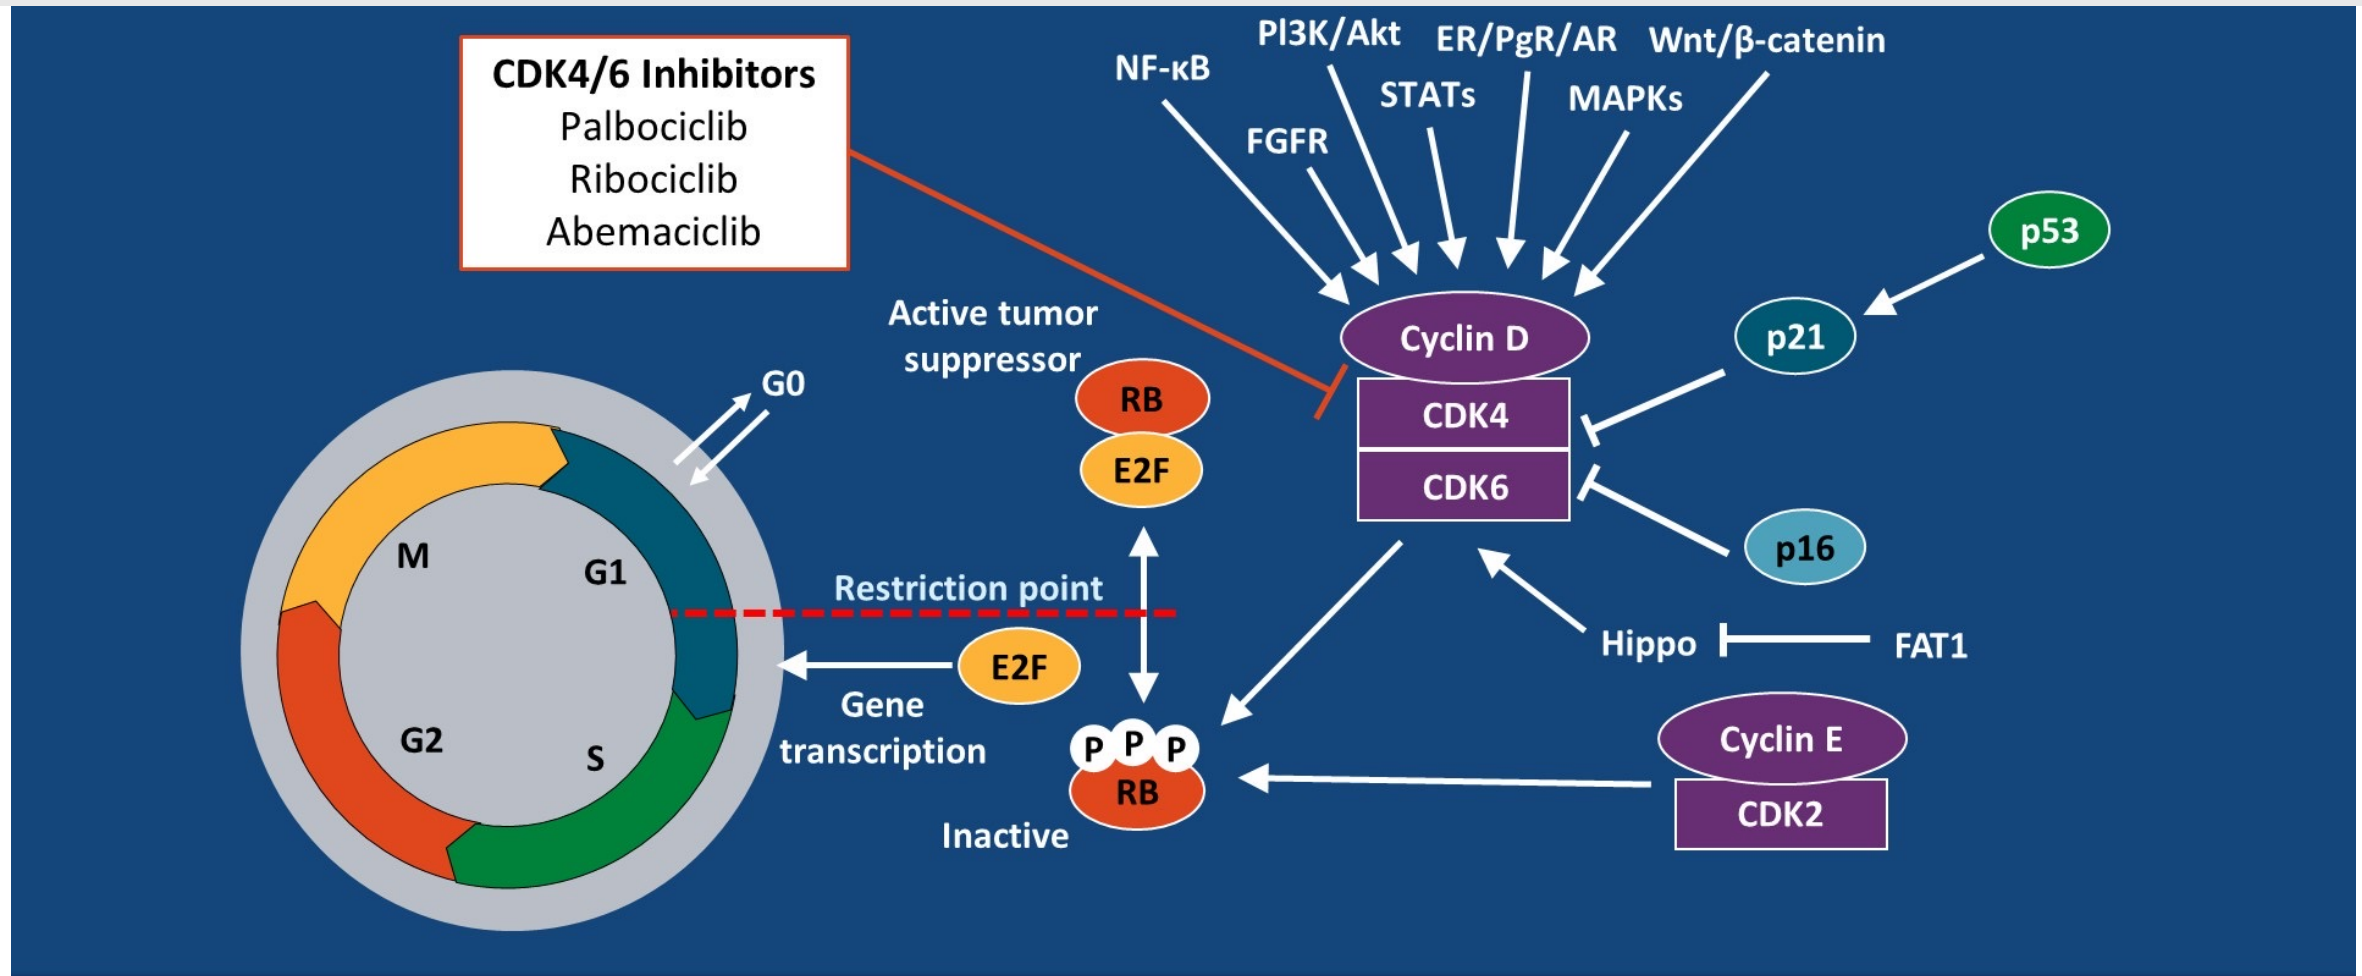 CDK4/6 Inhibitors
Palbociclib
Ribociclib
Abemaciclib
NF-κB
PI3K/Akt
ER/PgR/AR
Wnt/β-catenin
FGFR
STATs
MAPKs
p53
p21
Cyclin D
CDK4
CDK6
p16
Active tumor
suppressor
RB
E2F
G0
M
G1
G2
S
Restriction point
E2F
Gene
transcription
P P P
RB
Inactive
Hippo
FAT1
Cyclin E
CDK2